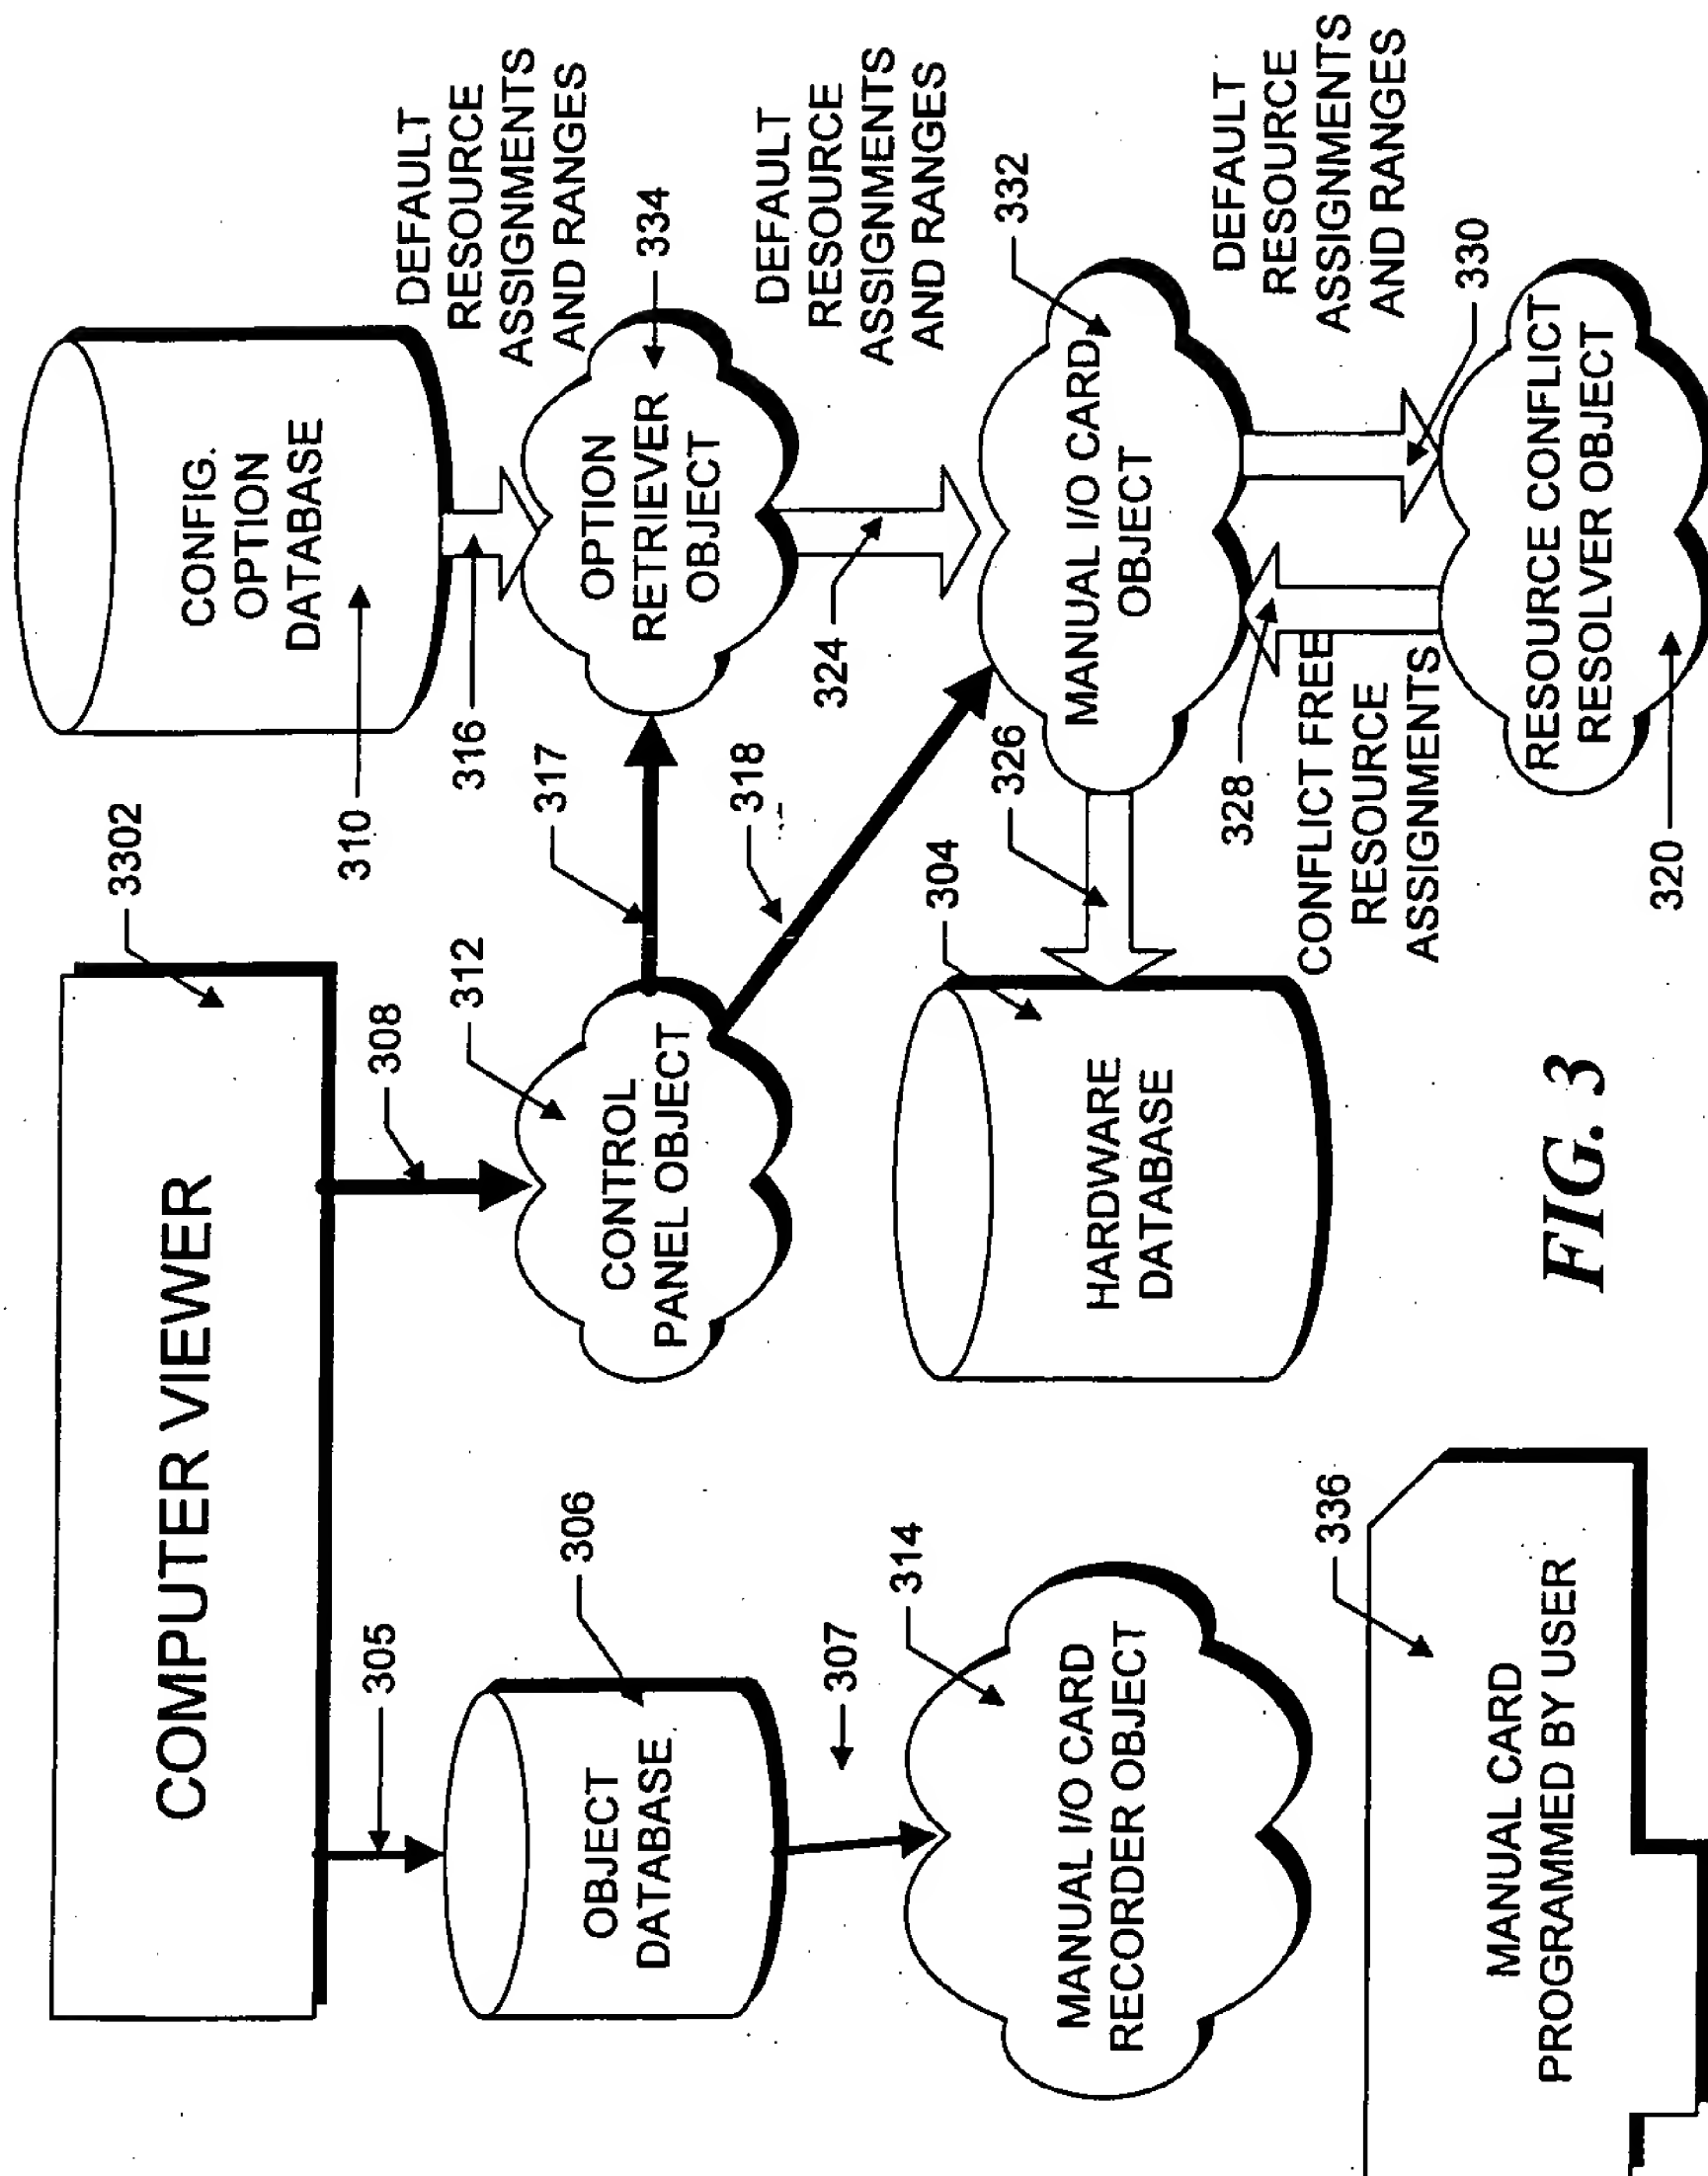 COMPUTER VIEWER
3302
CONFIG.
OPTION
DATABASE
310
305
308
316
DEFAULT
RESOURCE
ASSIGNMENTS
AND RANGES
306
312
317
334
OBJECT
DATABASE
CONTROL
PANEL OBJECT
OPTION
RETRIEVER
OBJECT
318
307
324
DEFAULT
RESOURCE
ASSIGNMENTS
AND RANGES
314
304
326
332
MANUAL I/O CARD
RECORDER OBJECT
HARDWARE
DATABASE
MANUAL I/O CARD
OBJECT
328
DEFAULT
RESOURCE
ASSIGNMENTS
AND RANGES
CONFLICT FREE
RESOURCE
ASSIGNMENTS
336
330
MANUAL CARD
PROGRAMMED BY USER
RESOURCE CONFLICT
RESOLVER OBJECT
320
FIG. 3